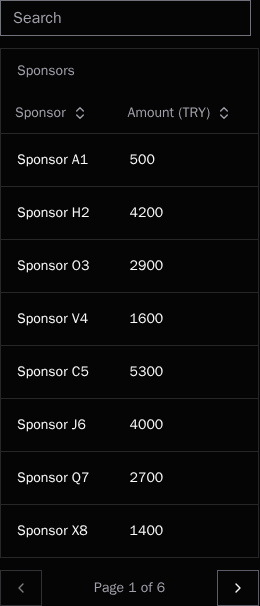 Search
Sponsors
Sponsor Amount (TRY)
Sponsor A1 500
Sponsor H2 4200
Sponsor O3 2900
Sponsor V4 1600
Sponsor C5 5300
Sponsor J6 4000
Sponsor Q7 2700
Sponsor X8 1400
Page 1 of 6